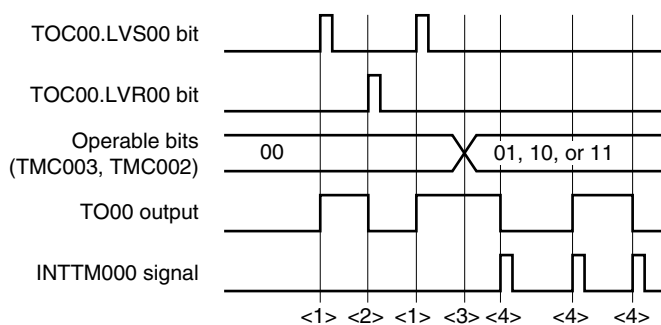 TOC00.LVS00 bit
TOC00.LVR00 bit
Operable bits
(TMC003, TMC002)
00
01, 10, or 11
TO00 output
INTTM000 signal
<1> <2> <1> <3> <4> <4> <4>